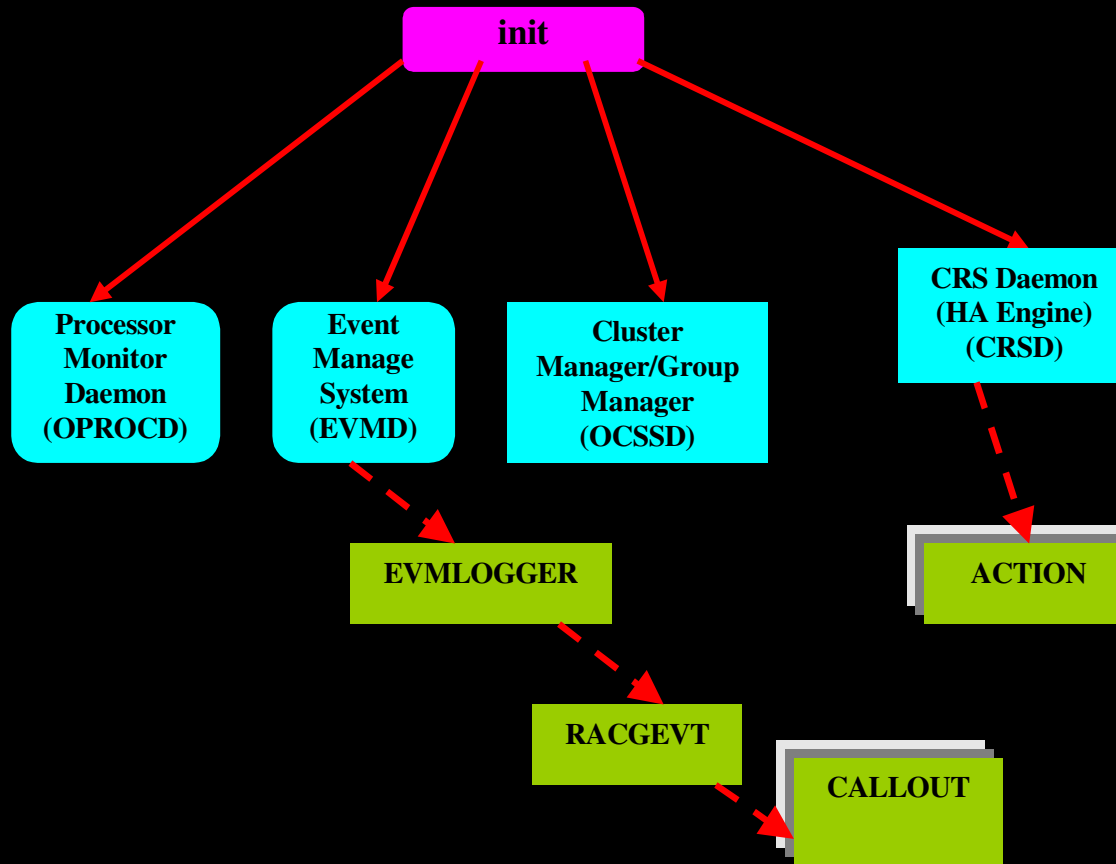 init
Processor
Monitor
Daemon
(OPROCD)
Event
Manage
System
(EVMD)
Cluster
Manager/Group
Manager
(OCSSD)
CRS Daemon
(HA Engine)
(CRSD)
EVMLOGGER
ACTION
RACGEVT
CALLOUT